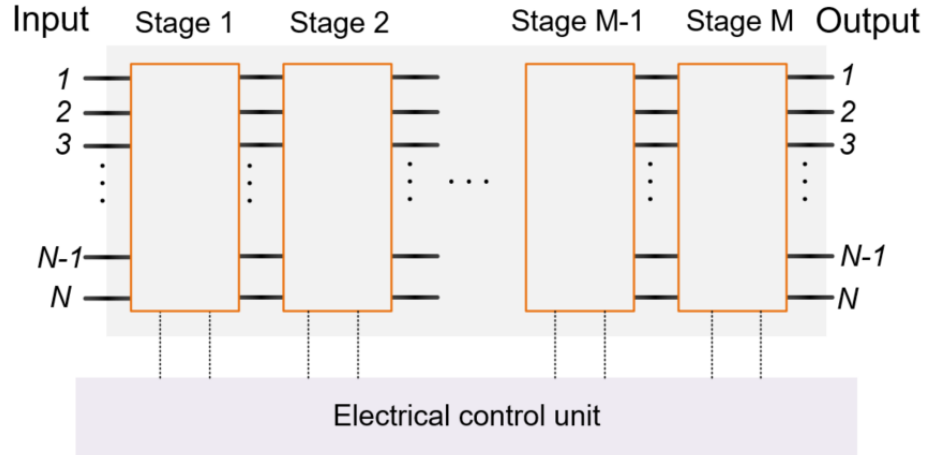 Input Stage 1 Stage 2 Stage M-1 Stage M Output
1 1
2 2
3 3
N-1 N-1
N N
Electrical control unit